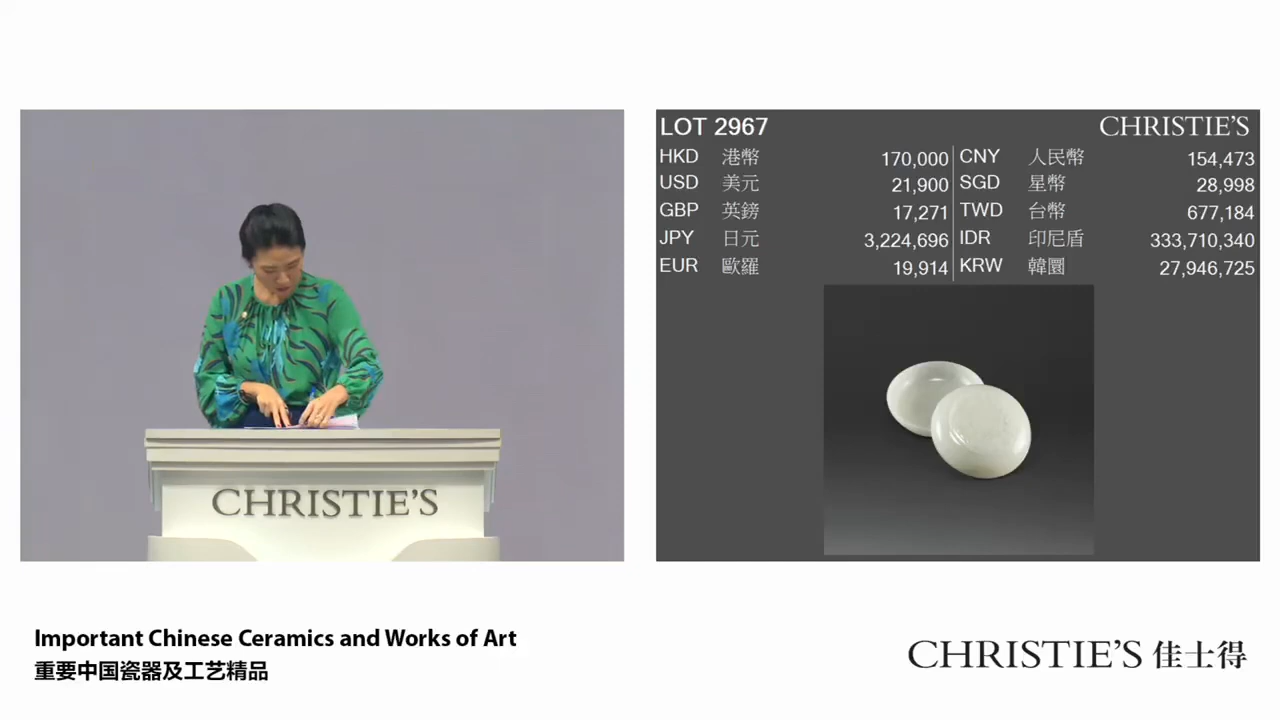 CHRISTIE'S
LOT 2967
CHRISTIE'S
HKD 港幣 170,000 CNY 人民幣 154,473
USD 美元 21,900 SGD 星幣 28,998
GBP 英鎊 17,271 TWD 台幣 677,184
JPY 日元 3,224,696 IDR 印尼盾 333,710,340
EUR 歐羅 19,914 KRW 韓圜 27,946,725
Important Chinese Ceramics and Works of Art
重要中国瓷器及工艺精品
CHRISTIE'S 佳士得